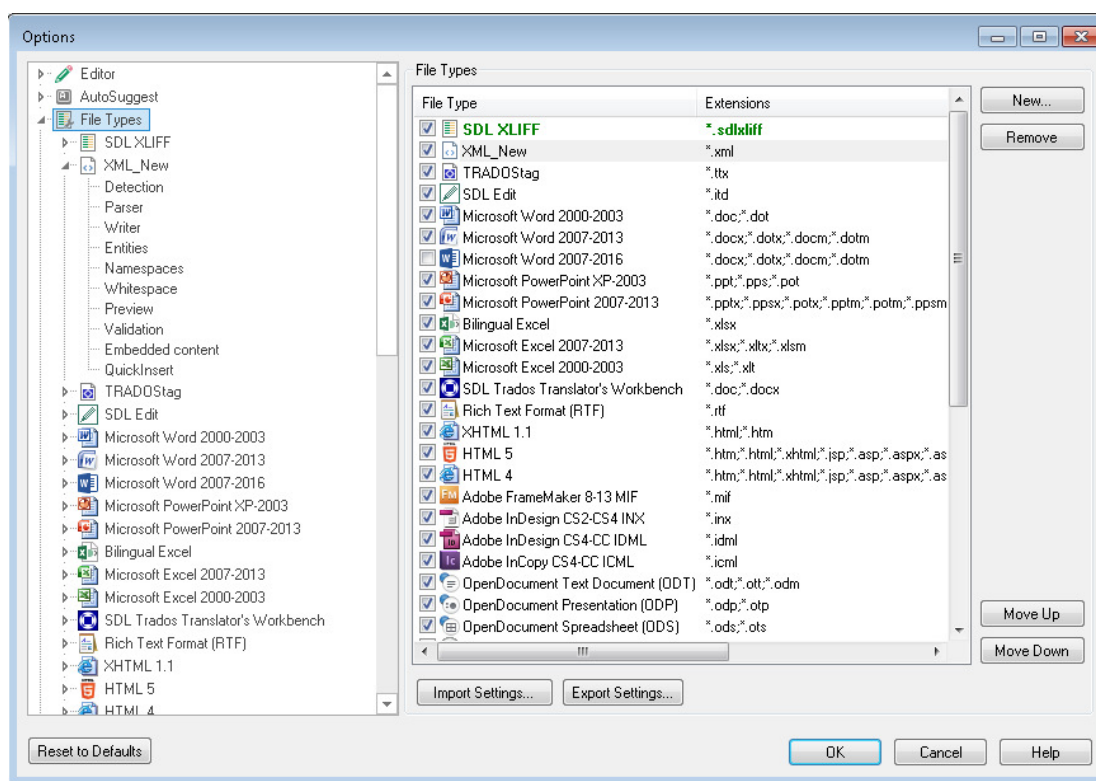 Options
Editor
AutoSuggest
File Types
SDL XLIFF
XML_New
Detection
Parser
Writer
Entities
Namespaces
Whitespace
Preview
Validation
Embedded content
QuickInsert
TRADOStag
SDL Edit
Microsoft Word 2000-2003
Microsoft Word 2007-2013
Microsoft Word 2007-2016
Microsoft PowerPoint XP-2003
Microsoft PowerPoint 2007-2013
Bilingual Excel
Microsoft Excel 2007-2013
Microsoft Excel 2000-2003
SDL Trados Translator's Workbench
Rich Text Format (RTF)
XHTML 1.1
HTML 5
HTML 4
File Types
File Type Extensions
SDL XLIFF *.sdlxliff
XML_New *.xml
TRADOStag *.ttx
SDL Edit *.itd
Microsoft Word 2000-2003 *.doc;*.dot
Microsoft Word 2007-2013 *.docx;*.dotx;*.docm;*.dotm
Microsoft Word 2007-2016 *.docx;*.dotx;*.docm;*.dotm
Microsoft PowerPoint XP-2003 *.ppt;*.pps;*.pot
Microsoft PowerPoint 2007-2013 *.pptx;*.ppsx;*.potx;*.pptm;*.potm;*.ppsm
Bilingual Excel *.xlsx
Microsoft Excel 2007-2013 *.xlsx;*.xltx;*.xlsm
Microsoft Excel 2000-2003 *.xls;*.xlt
SDL Trados Translator's Workbench *.doc;*.docx
Rich Text Format (RTF) *.rtf
XHTML 1.1 *.html;*.htm
HTML 5 *.htm;*.html;*.xhtml;*.jsp;*.asp;*.aspx;*.as
HTML 4 *.htm;*.html;*.xhtml;*.jsp;*.asp;*.aspx;*.as
Adobe FrameMaker 8-13 MIF *.mif
Adobe InDesign CS2-CS4 INX *.inx
Adobe InDesign CS4-CC IDML *.idml
Adobe InCopy CS4-CC ICML *.icml
OpenDocument Text Document (ODT) *.odt;*.ott;*.odm
OpenDocument Presentation (ODP) *.odp;*.otp
OpenDocument Spreadsheet (ODS) *.ods;*.ots
New...
Remove
Move Up
Move Down
Import Settings... Export Settings...
Reset to Defaults OK Cancel Help